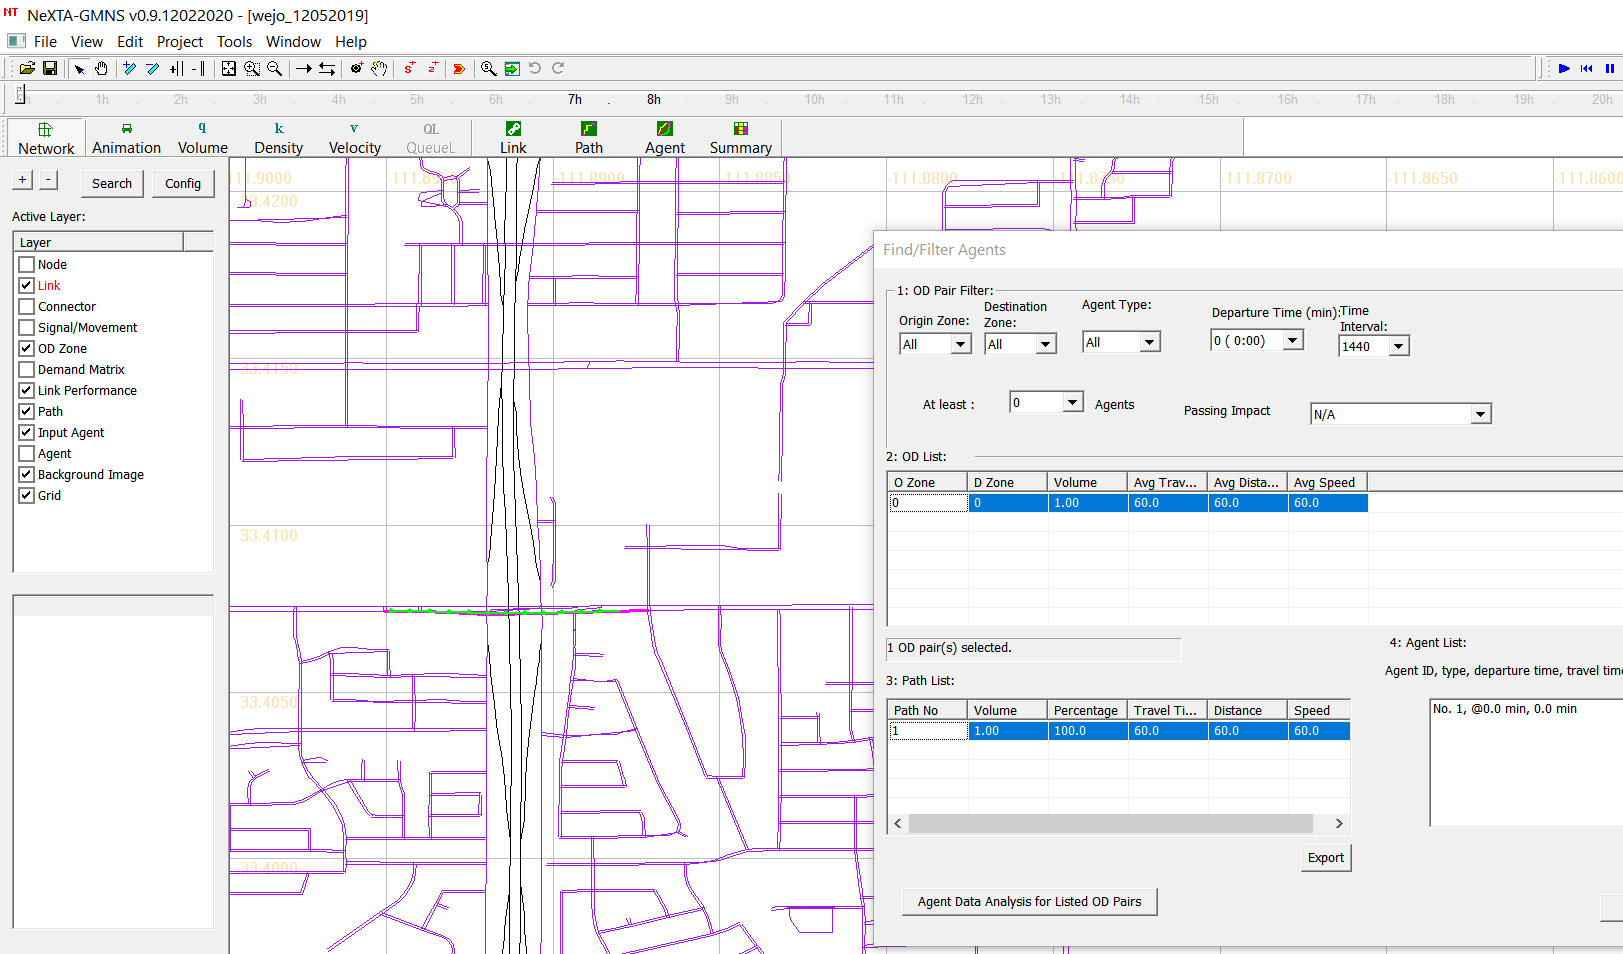 NeXTA-GMNS v0.9.12022020 - [wejo_12052019]
File View Edit Project Tools Window Help
1h 2h 3h 4h 5h 6h 7h 8h 9h 10h 11h 12h 13h 14h 15h 16h 17h 18h 19h 20h
Network Animation Volume Density Velocity QueueL Link Path Agent Summary
+ - Search Config
Active Layer:
Layer
Node
Link
Connector
Signal/Movement
OD Zone
Demand Matrix
Link Performance
Path
Input Agent
Agent
Background Image
Grid
111.9000 -111.8900 -111.8800 -111.8700 -111.8650 -111.8600
33.4150
33.4100
33.4050
33.4000
Find/Filter Agents
1: OD Pair Filter:
Origin Zone: Destination Zone: Agent Type: Departure Time (min): Time Interval:
All All All 0 ( 0:00) 1440
At least : 0 Agents Passing Impact N/A
2: OD List:
O Zone D Zone Volume Avg Trav... Avg Dista... Avg Speed
0 0 1.00 60.0 60.0 60.0
1 OD pair(s) selected.
3: Path List:
Path No Volume Percentage Travel Ti... Distance Speed
1 1.00 100.0 60.0 60.0 60.0
Export
Agent Data Analysis for Listed OD Pairs
4: Agent List:
Agent ID, type, departure time, travel time
No. 1, @0.0 min, 0.0 min